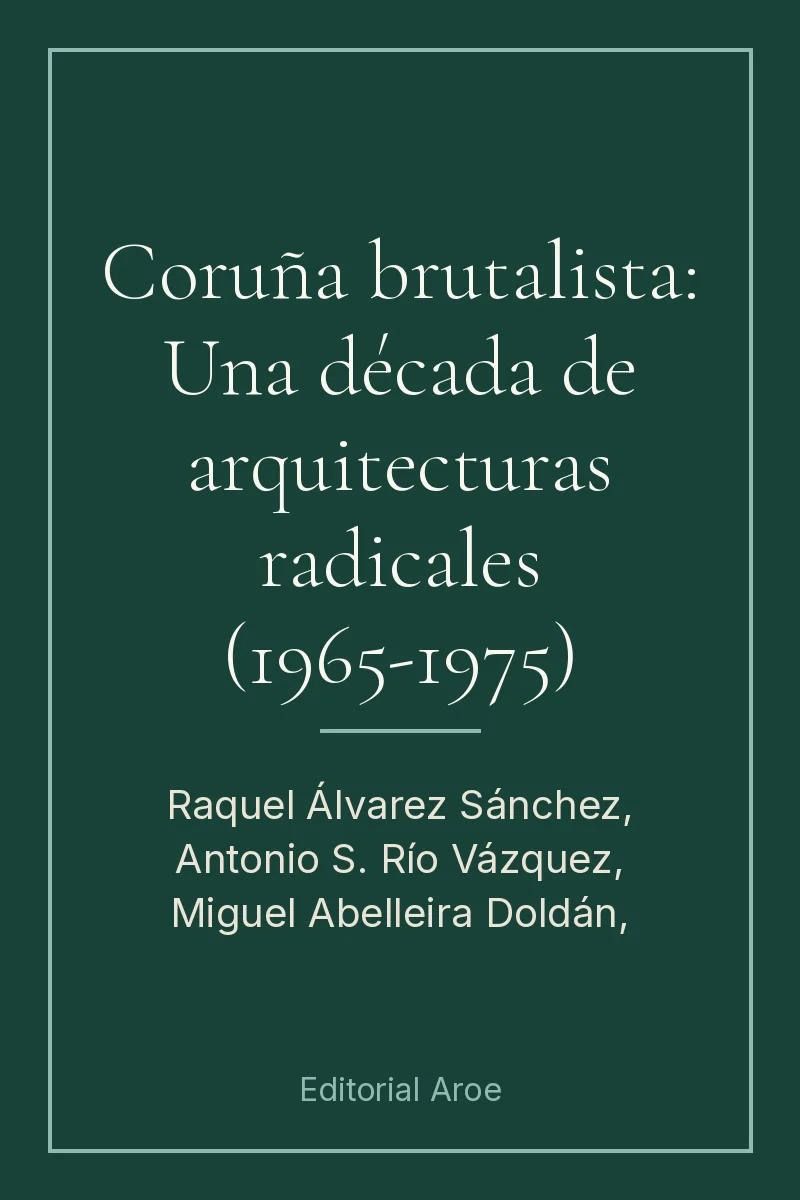 Coruña brutalista:
Una década de
arquitecturas
radicales
(1965-1975)
Raquel Álvarez Sánchez,
Antonio S. Río Vázquez,
Miguel Abelleira Doldán,
Editorial Aroe